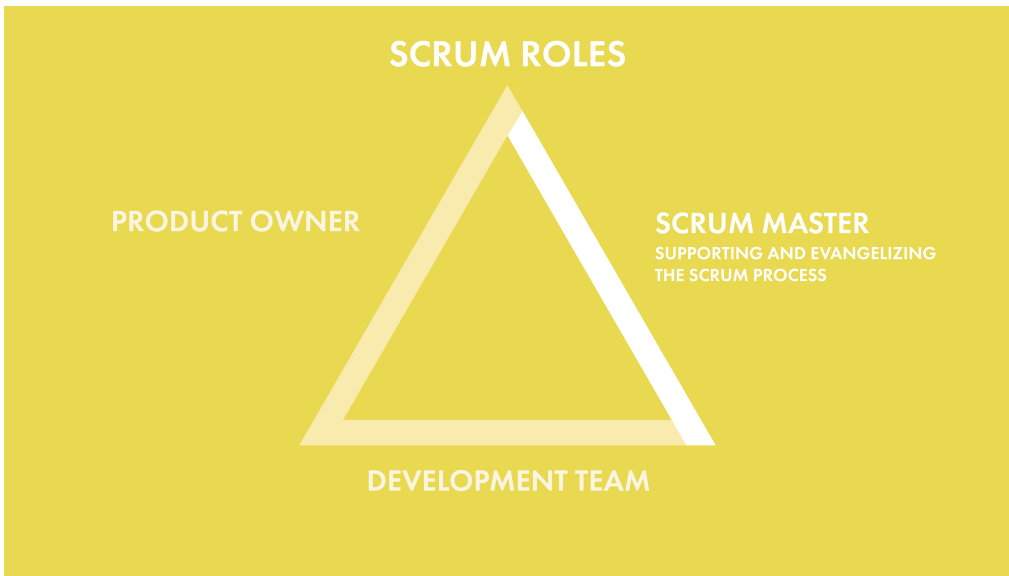 SCRUM ROLES
PRODUCT OWNER
SCRUM MASTER
SUPPORTING AND EVANGELIZING
THE SCRUM PROCESS
DEVELOPMENT TEAM